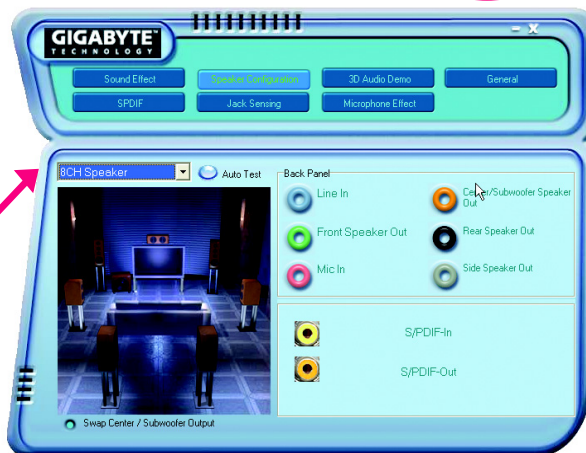 GIGABYTE™
TECHNOLOGY
- X
Sound Effect
Speaker Configuration
3D Audio Demo
General
SPDIF
Jack Sensing
Microphone Effect
8CH Speaker
Auto Test
Back Panel
Line In
Center/Subwoofer Speaker
Out
Front Speaker Out
Rear Speaker Out
Mic In
Side Speaker Out
S/PDIF-In
S/PDIF-Out
Swap Center / Subwoofer Output